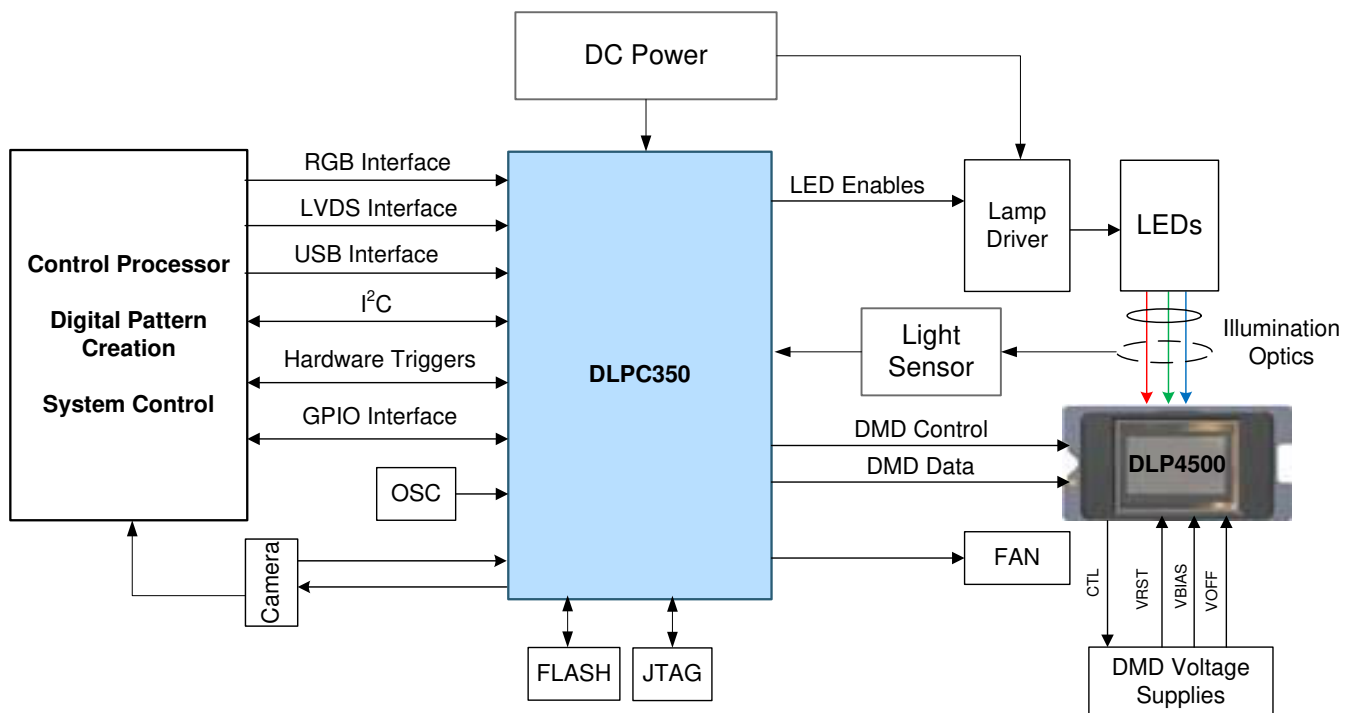 DC Power
RGB Interface
LVDS Interface
USB Interface
I²C
Hardware Triggers
GPIO Interface
Control Processor
Digital Pattern
Creation
System Control
OSC
Camera
DLPC350
FLASH
JTAG
LED Enables
Lamp
Driver
LEDs
Illumination
Optics
Light
Sensor
DMD Control
DMD Data
DLP4500
FAN
CTL
VRST
VBIAS
VOFF
DMD Voltage
Supplies